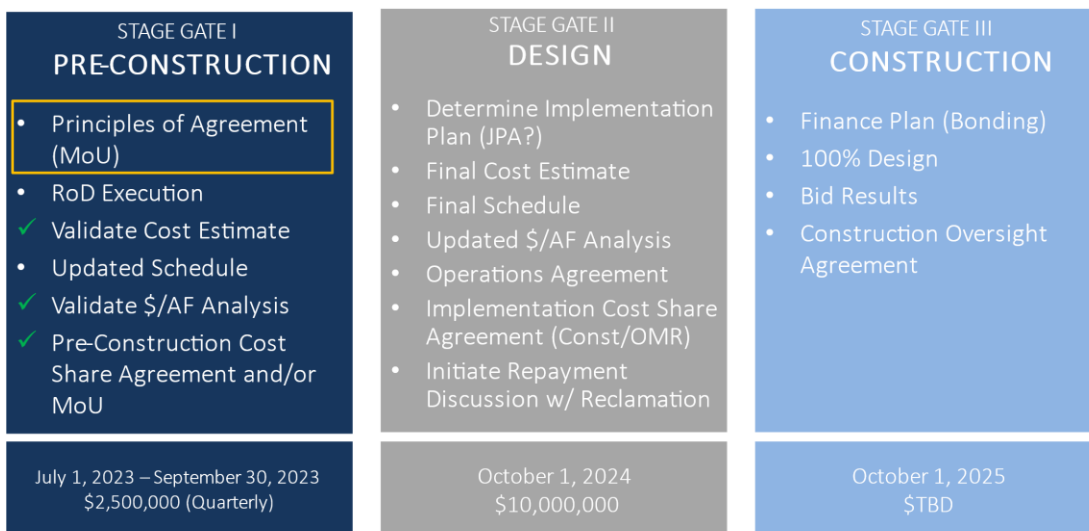 STAGE GATE I
PRE-CONSTRUCTION
• Principles of Agreement
(MoU)
• RoD Execution
✓ Validate Cost Estimate
• Updated Schedule
✓ Validate $/AF Analysis
✓ Pre-Construction Cost
Share Agreement and/or
MoU
July 1, 2023 – September 30, 2023
$2,500,000 (Quarterly)
STAGE GATE II
DESIGN
• Determine Implementation
Plan (JPA?)
• Final Cost Estimate
• Final Schedule
• Updated $/AF Analysis
• Operations Agreement
• Implementation Cost Share
Agreement (Const/OMR)
• Initiate Repayment
Discussion w/ Reclamation
October 1, 2024
$10,000,000
STAGE GATE III
CONSTRUCTION
• Finance Plan (Bonding)
• 100% Design
• Bid Results
• Construction Oversight
Agreement
October 1, 2025
$TBD